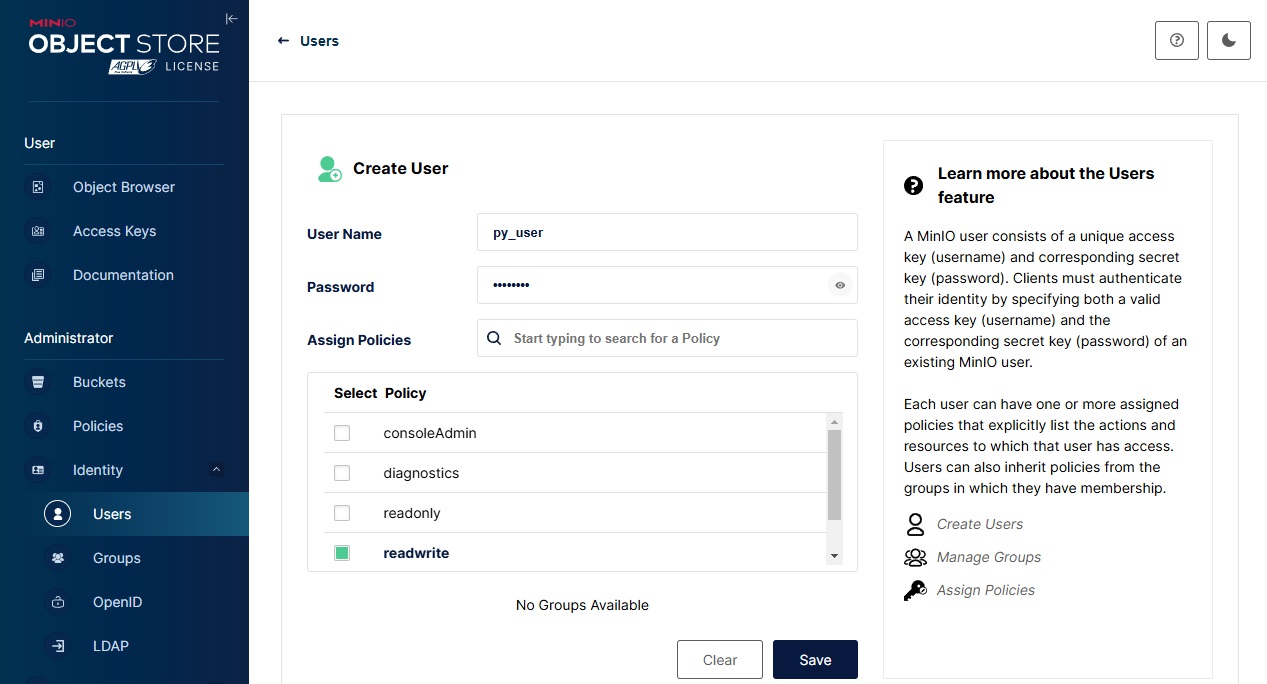 MINIO
OBJECT STORE
AGPLv3 LICENSE
User
Object Browser
Access Keys
Documentation
Administrator
Buckets
Policies
Identity
Users
Groups
OpenID
LDAP
← Users
Create User
User Name
py_user
Password
••••••••
Assign Policies
Start typing to search for a Policy
Select Policy
consoleAdmin
diagnostics
readonly
readwrite
No Groups Available
Clear
Save
Learn more about the Users
feature
A MinIO user consists of a unique access
key (username) and corresponding secret
key (password). Clients must authenticate
their identity by specifying both a valid
access key (username) and the
corresponding secret key (password) of an
existing MinIO user.
Each user can have one or more assigned
policies that explicitly list the actions and
resources to which that user has access.
Users can also inherit policies from the
groups in which they have membership.
Create Users
Manage Groups
Assign Policies